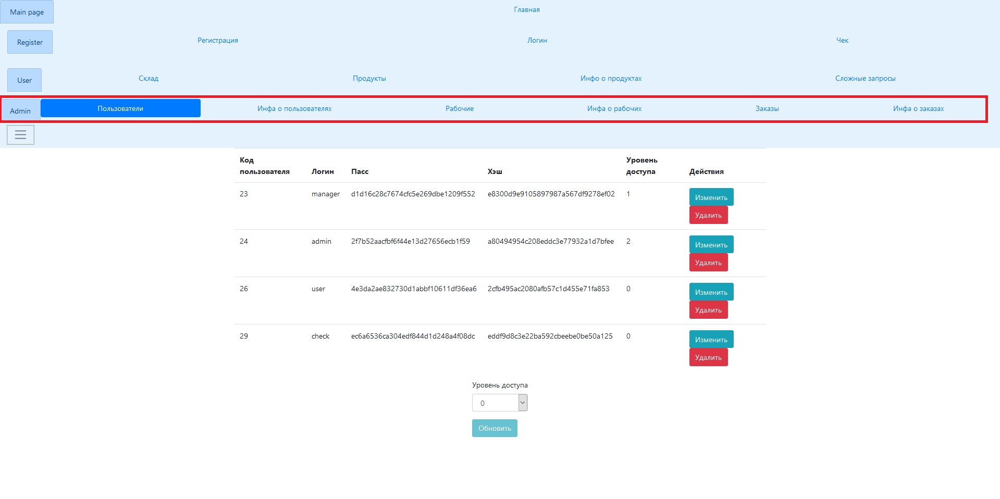 Main page Главная
Register Регистрация Логин Чек
User Склад Продукты Инфо о продуктах Сложные запросы
Admin Пользователи Инфа о пользователях Рабочие Инфа о рабочих Заказы Инфа о заказах
Код пользователя Логин Пасс Хэш Уровень доступа Действия
23 manager d1d16c28c7674cfc5e269dbe1209f552 e8300d9e9105897987a567df9278ef02 1 Изменить
Удалить
24 admin 2f7b52aacfbf6f44e13d27656ecb1f59 a80494954c208eddc3e77932a1d7bfee 2 Изменить
Удалить
26 user 4e3da2ae832730d1abbf10611df36ea6 2cfb495ac2080afb57c1d455e71fa853 0 Изменить
Удалить
29 check ec6a6536ca304edf844d1d248a4f08dc eddf9d8c3e22ba592cbeebe0be50a125 0 Изменить
Удалить
Уровень доступа
0
Обновить